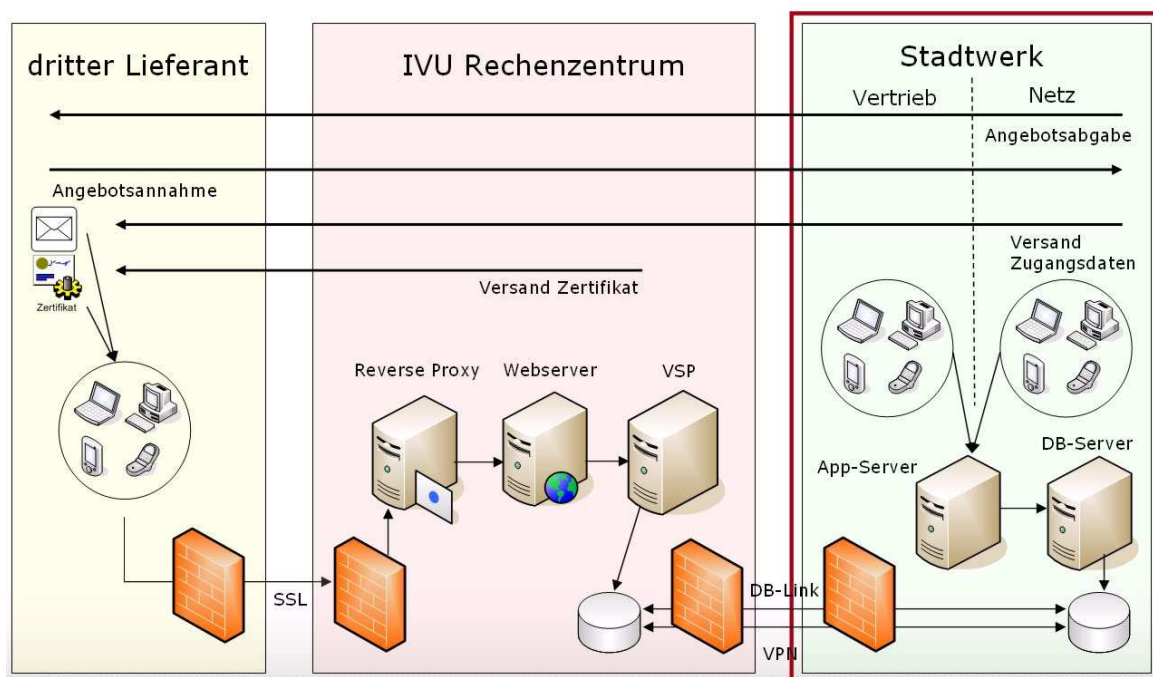 dritter Lieferant
IVU Rechenzentrum
Stadtwerk
Vertrieb
Netz
Angebotsabgabe
Angebotsannahme
Versand
Zugangsdaten
Versand Zertifikat
Zertifikat
Reverse Proxy
Webserver
VSP
App-Server
DB-Server
SSL
DB-Link
VPN